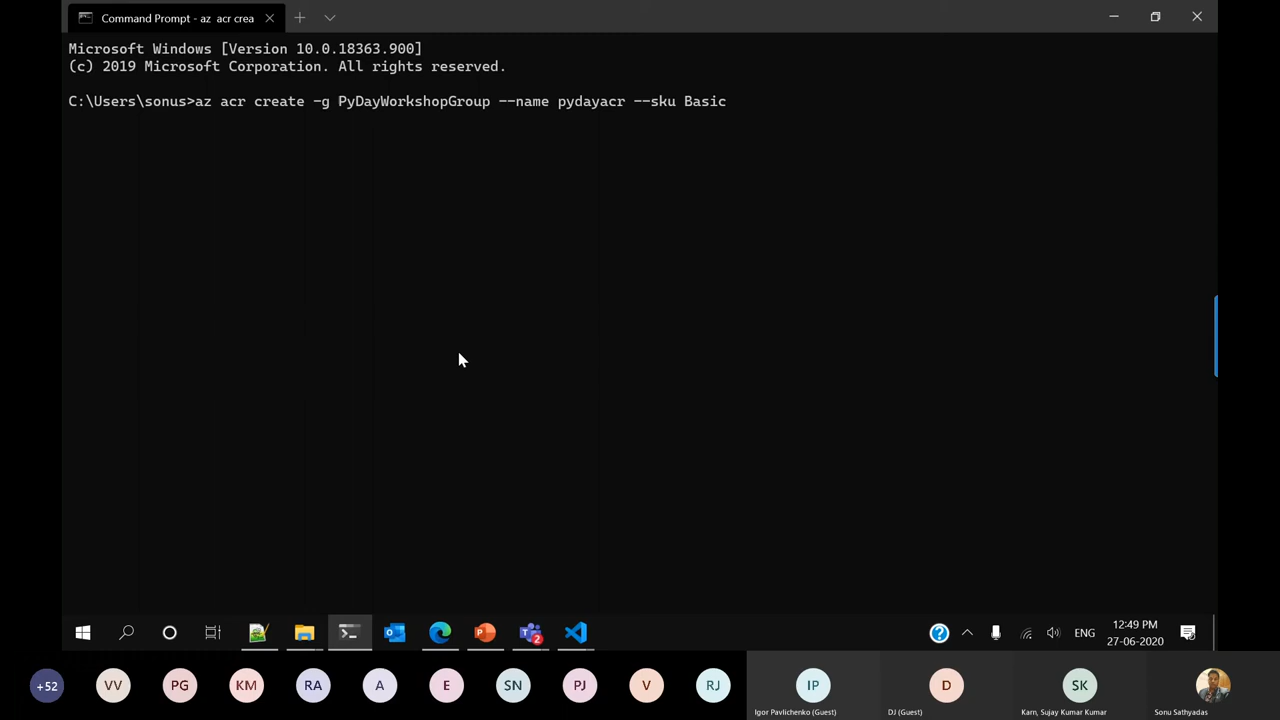 Command Prompt - az  acr crea
Microsoft Windows [Version 10.0.18363.900]
(c) 2019 Microsoft Corporation. All rights reserved.
C:\Users\sonus>az acr create -g PyDayWorkshopGroup --name pydayacr --sku Basic
2
ENG
12:49 PM
27-06-2020
+52
VV
PG
KM
RA
A
E
SN
PJ
V
RJ
IP
D
SK
Igor Pavlichenko (Guest)
DJ (Guest)
Karn, Sujay Kumar Kumar
Sonu Sathyadas